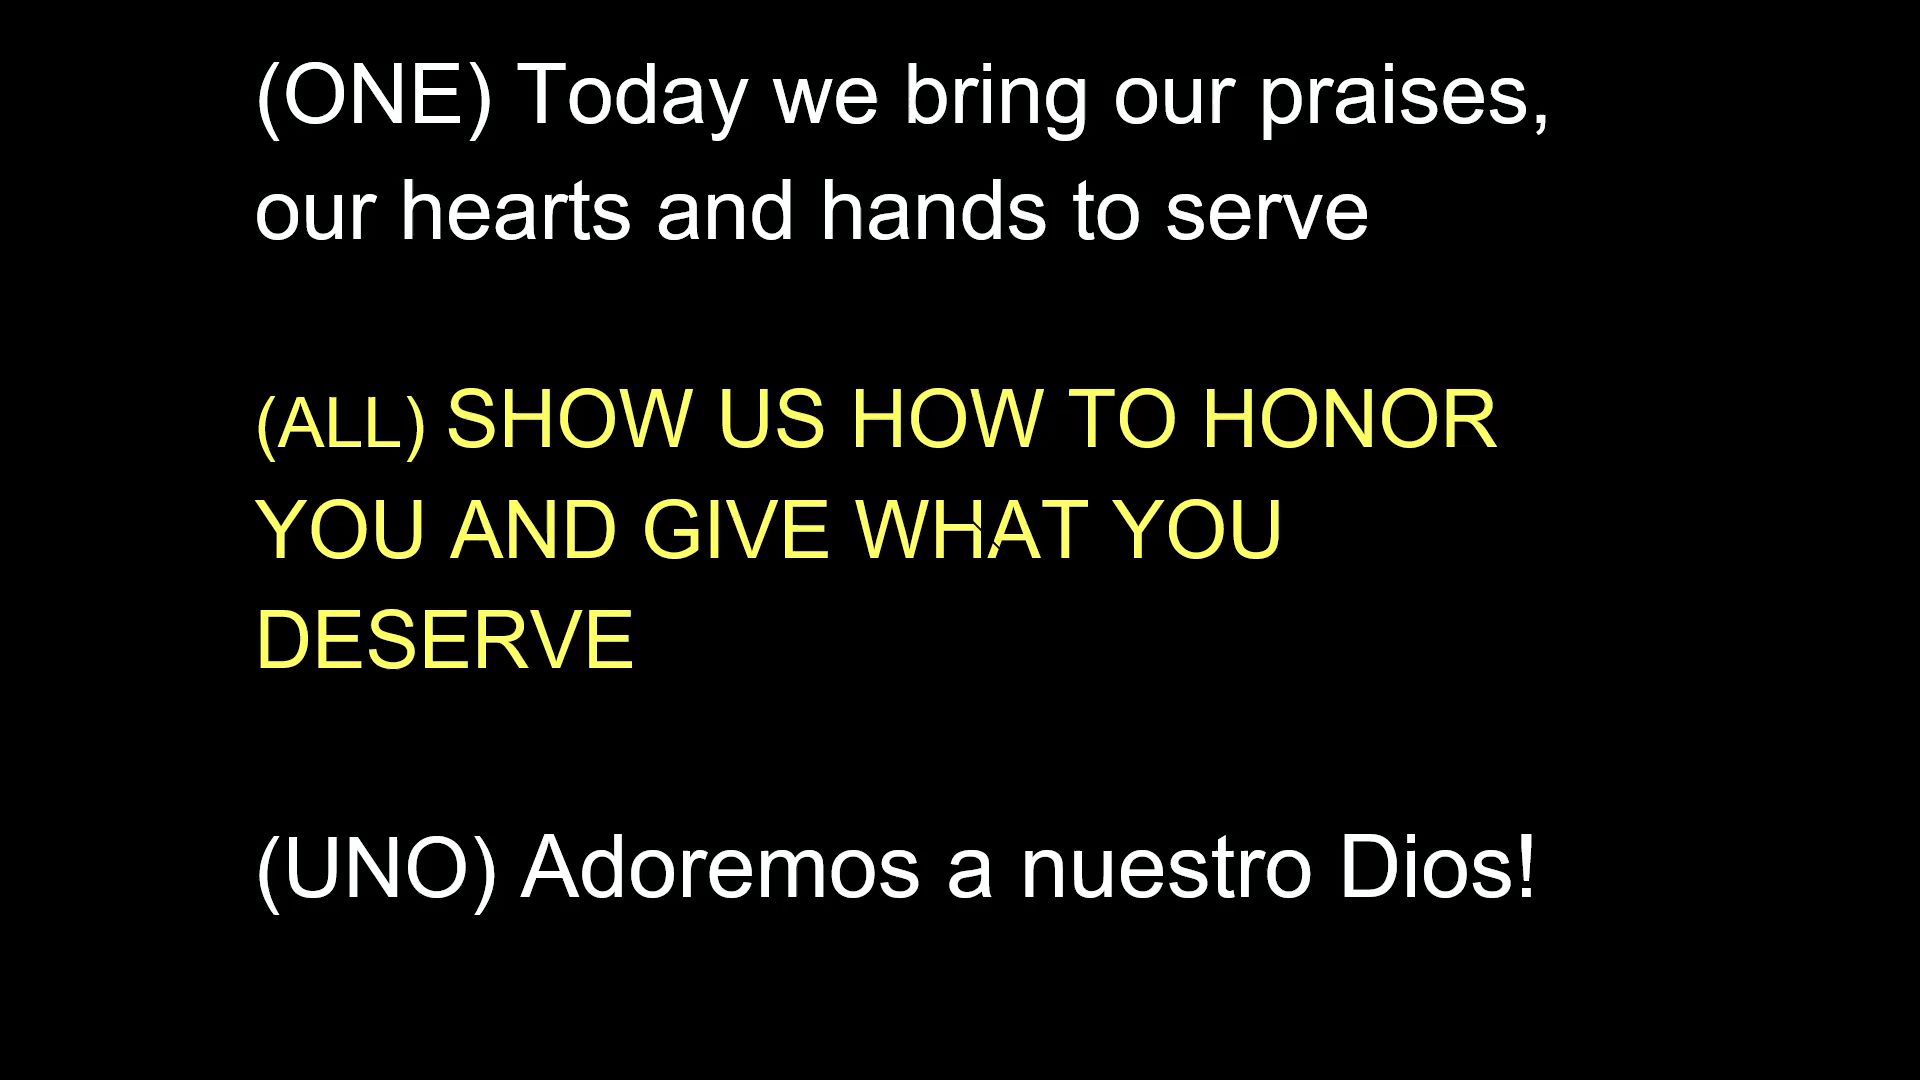 (ONE) Today we bring our praises,
our hearts and hands to serve
(ALL) SHOW US HOW TO HONOR
YOU AND GIVE WHAT YOU
DESERVE
(UNO) Adoremos a nuestro Dios!